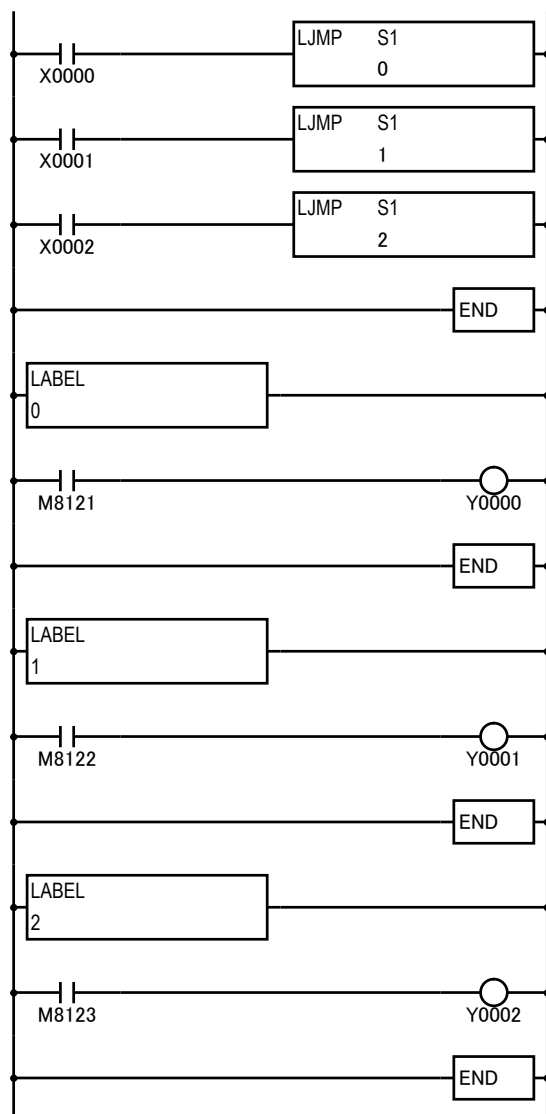 LJMP S1
0
X0000
LJMP S1
1
X0001
LJMP S1
2
X0002
END
LABEL
0
M8121 Y0000
END
LABEL
1
M8122 Y0001
END
LABEL
2
M8123 Y0002
END